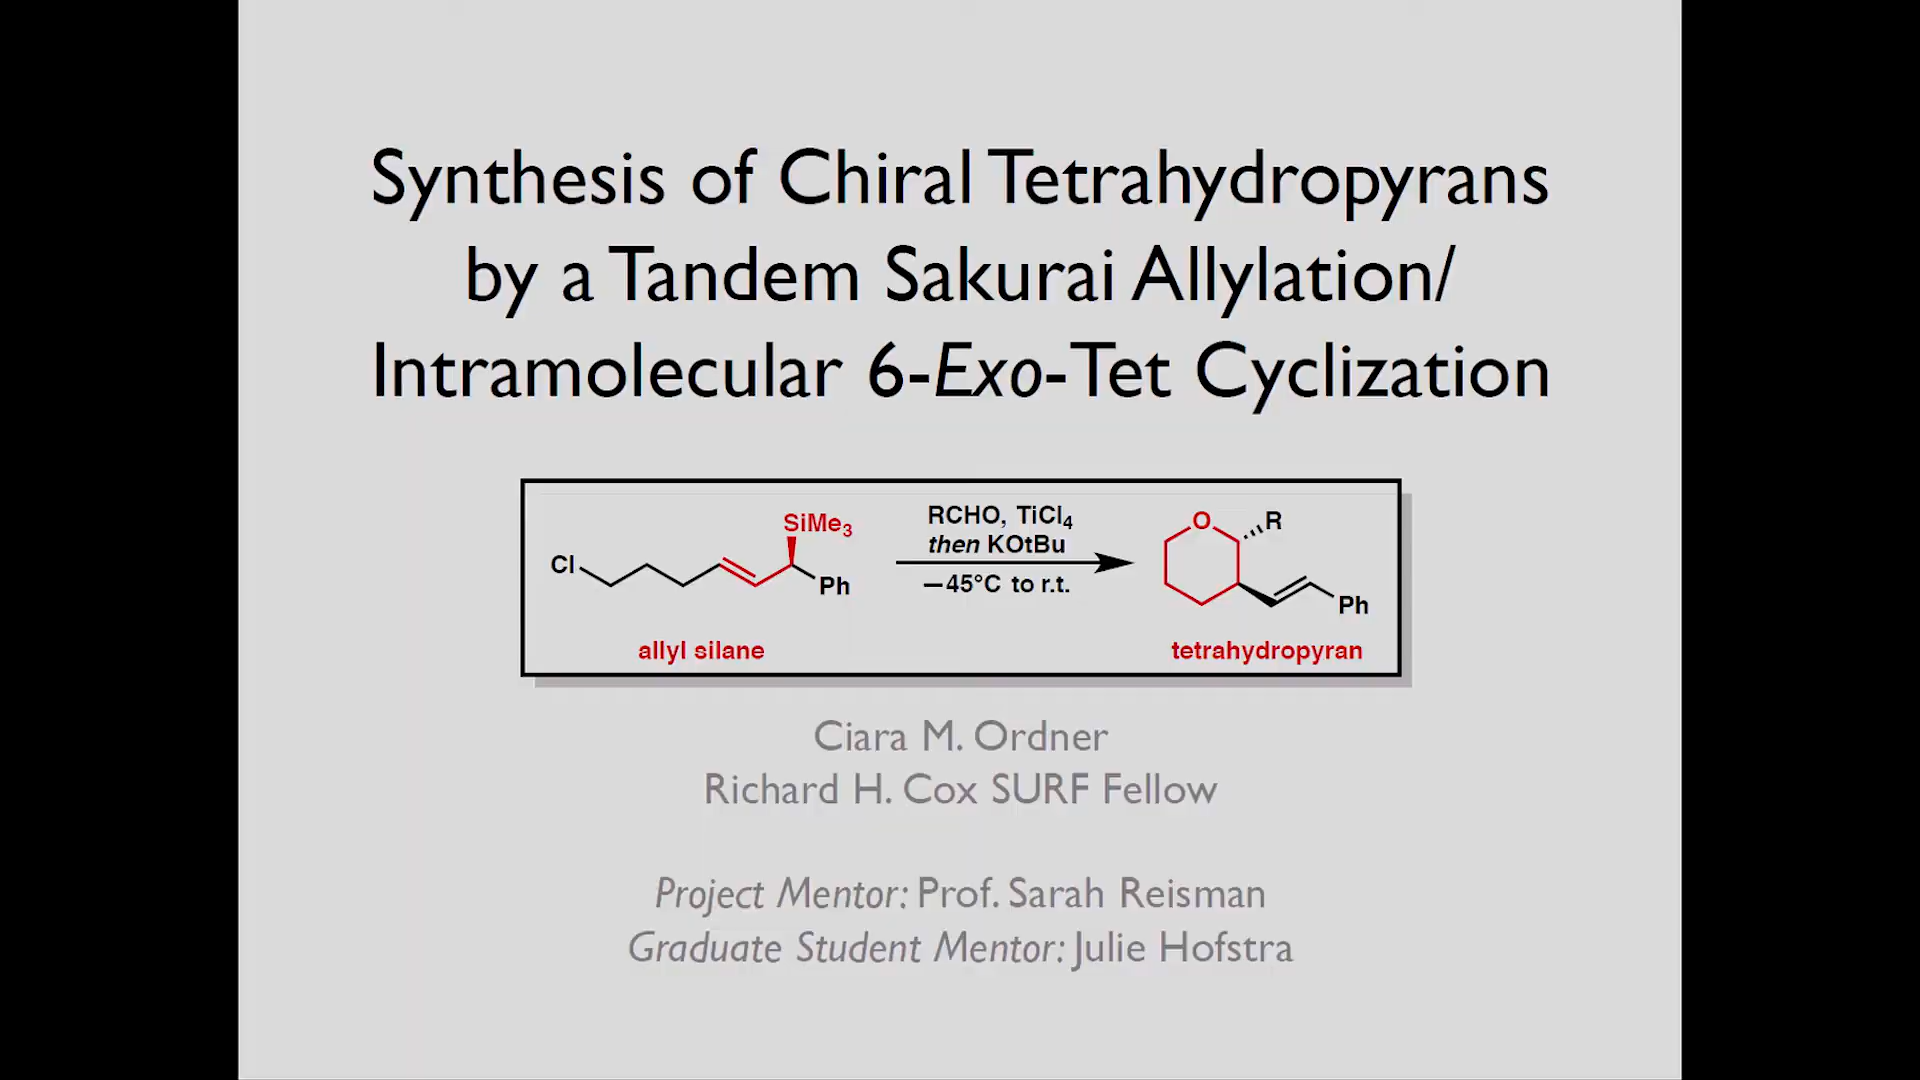 Synthesis of Chiral Tetrahydropyrans
by a Tandem Sakurai Allylation/
Intramolecular 6-Exo-Tet Cyclization
SiMe3
Cl
Ph
allyl silane
RCHO, TiCl4
then KOtBu
–45°C to r.t.
O
R
Ph
tetrahydropyran
Ciara M. Ordner
Richard H. Cox SURF Fellow
Project Mentor: Prof. Sarah Reisman
Graduate Student Mentor: Julie Hofstra